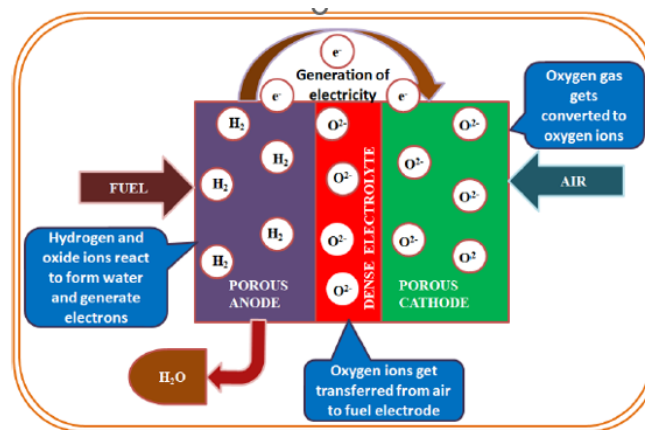 e-
Generation of
electricity
e-
e-
Oxygen gas
gets
converted to
oxygen ions
H₂
H₂
H₂
H₂
H₂
O²⁻
O²⁻
O²⁻
O²⁻
DENSE ELECTROLYTE
O²⁻
O²⁻
O²⁻
O²⁻
O²
FUEL
AIR
Hydrogen and
oxide ions react
to form water
and generate
electrons
POROUS
ANODE
POROUS
CATHODE
H₂O
Oxygen ions get
transferred from air
to fuel electrode